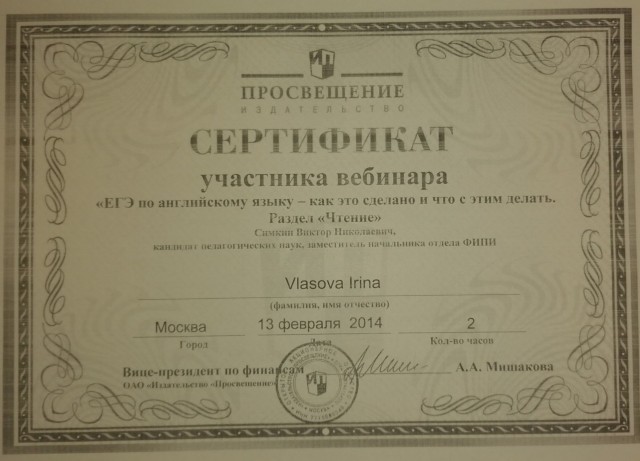 ПРОСВЕЩЕНИЕ
ИЗДАТЕЛЬСТВО
СЕРТИФИКАТ
участника вебинара
«ЕГЭ по английскому языку – как это сделано и что с этим делать.
Раздел «Чтение»
Симкин Виктор Николаевич,
кандидат педагогических наук, заместитель начальника отдела ФИПИ
Vlasova Irina
(фамилия, имя отчество)
Москва 13 февраля 2014 2
Город Дата Кол-во часов
Вице-президент по финансам А.А. Мишакова
ОАО «Издательство «Просвещение»